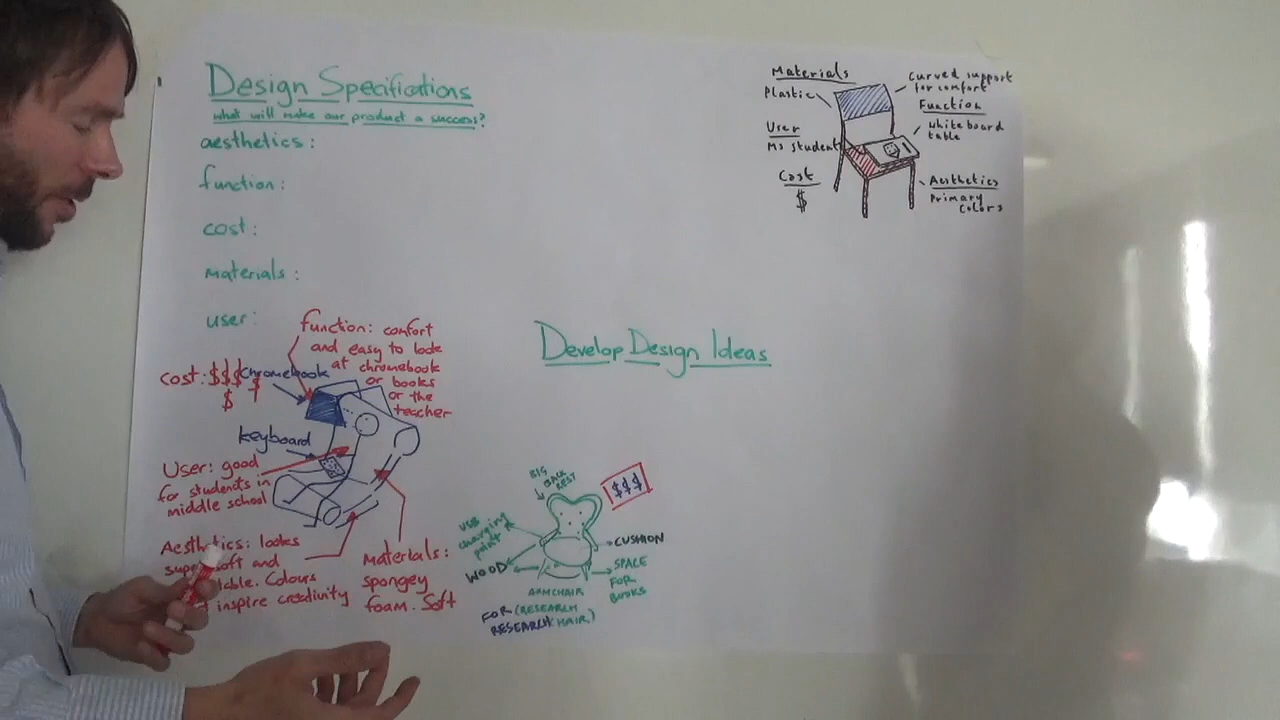 Design Specifications
what will make our product a success?
aesthetics:
function:
cost:
materials:
user:
Materials
Plastic
User
MS student
Cost
$
Curved support
for comfort
Function
whiteboard
table
Aesthetics
Primary
Colors
Develop Design Ideas
function: comfort
and easy to look
at chromebook
or books
or the
teacher
cost: $$$
$
$
Chromebook
keyboard
User: good
for students in
middle school
Aesthetics: looks
soft and
Colours
inspire creativity
Materials:
spongey
foam. Soft
BIG
BACK
REST
$$$
USB
charging
point
WOOD
CUSHION
SPACE
FOR
BOOKS
ARMCHAIR
FOR (RESEARCH
RESEARCH HAIR)